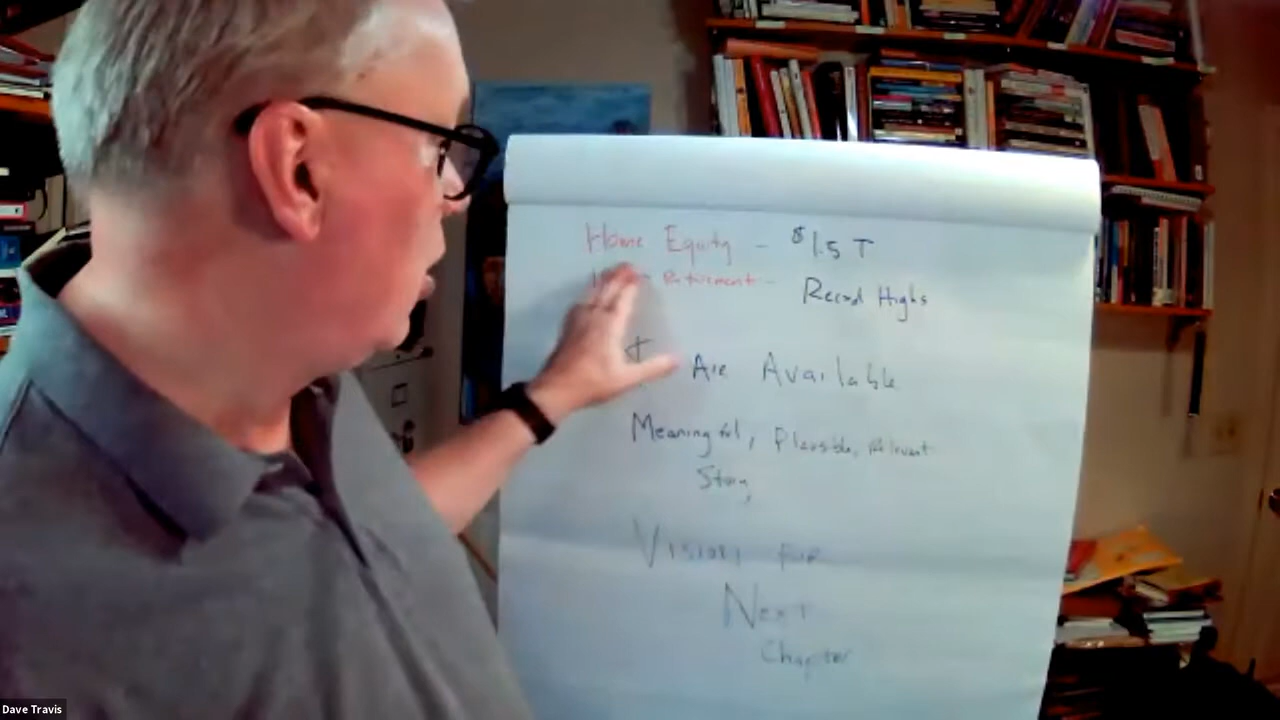 Home Equity - $1.5 T
Retirement - Record Highs
Are Available
Meaningful, Plausible, Relevant
Story
Vision for
Next
Chapter
Dave Travis